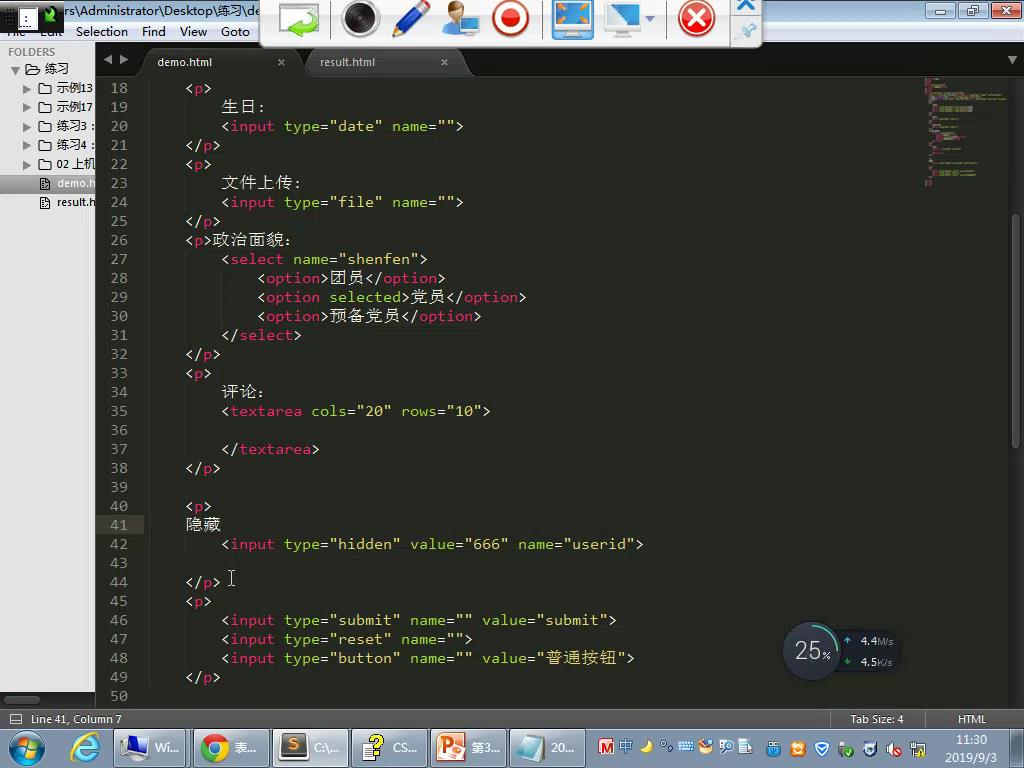 rs\Administrator\Desktop\练习\de
File Edit Selection Find View Goto
FOLDERS
练习
示例13
示例17
练习3 :
练习4 :
02 上机
demo.h
result.h
demo.html × result.html ×
18 <p>
19 生日:
20 <input type="date" name="">
21 </p>
22 <p>
23 文件上传:
24 <input type="file" name="">
25 </p>
26 <p>政治面貌:
27 <select name="shenfen">
28 <option>团员</option>
29 <option selected>党员</option>
30 <option>预备党员</option>
31 </select>
32 </p>
33 <p>
34 评论:
35 <textarea cols="20" rows="10">
36
37 </textarea>
38 </p>
39
40 <p>
41 隐藏
42 <input type="hidden" value="666" name="userid">
43
44 </p>
45 <p>
46 <input type="submit" name="" value="submit">
47 <input type="reset" name="">
48 <input type="button" name="" value="普通按钮">
49 </p>
50
25%
4.4M/s
4.5K/s
Line 41, Column 7 Tab Size: 4 HTML
Wi... 表... C:\... CS... 第3... 20... 中 11:30
2019/9/3